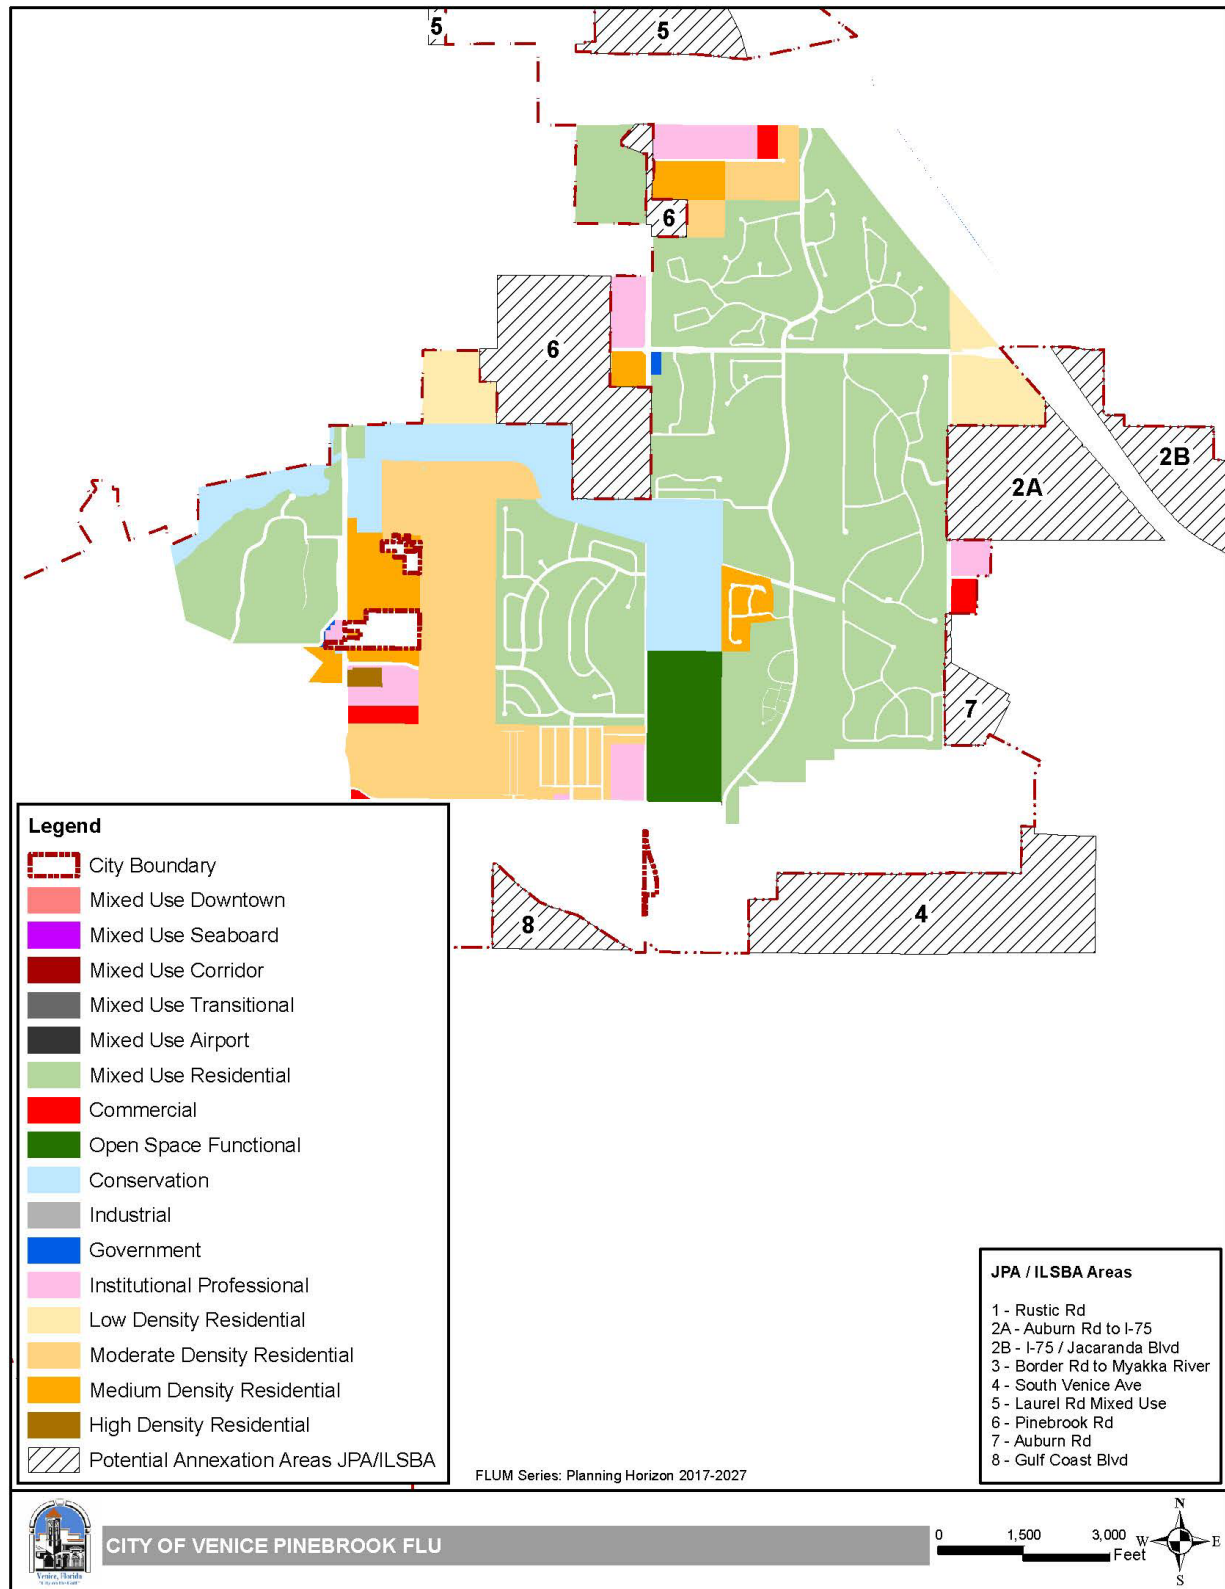 5
5
6
6
2B
2A
7
4
8
Legend
City Boundary
Mixed Use Downtown
Mixed Use Seaboard
Mixed Use Corridor
Mixed Use Transitional
Mixed Use Airport
Mixed Use Residential
Commercial
Open Space Functional
Conservation
Industrial
Government
Institutional Professional
Low Density Residential
Moderate Density Residential
Medium Density Residential
High Density Residential
Potential Annexation Areas JPA/ILSBA
JPA / ILSBA Areas
1 - Rustic Rd
2A - Auburn Rd to I-75
2B - I-75 / Jacaranda Blvd
3 - Border Rd to Myakka River
4 - South Venice Ave
5 - Laurel Rd Mixed Use
6 - Pinebrook Rd
7 - Auburn Rd
8 - Gulf Coast Blvd
FLUM Series: Planning Horizon 2017-2027
Venice, Florida
CITY OF VENICE PINEBROOK FLU
0 1,500 3,000
Feet
N
W E
S